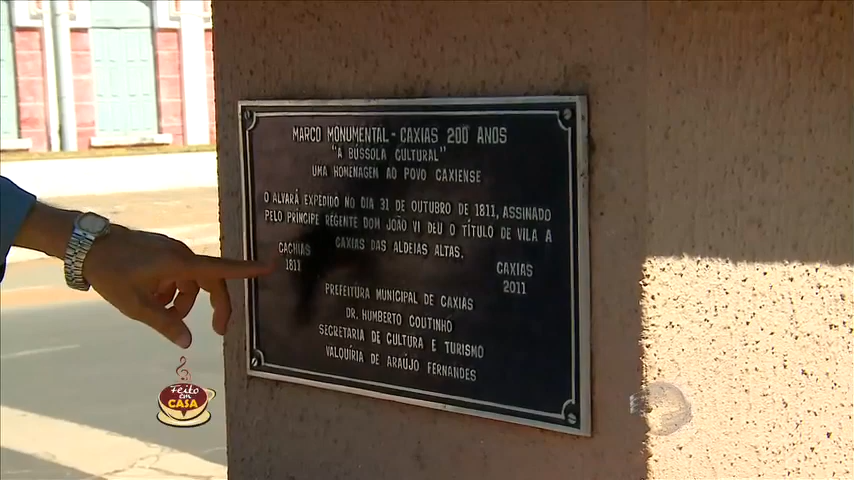 MARCO MONUMENTAL - CAXIAS 200 ANOS
"A BUSSOLA CULTURAL"
UMA HOMENAGEM AO POVO CAXIENSE
O ALVARÁ EXPEDIDO NO DIA 31 DE OUTUBRO DE 1811, ASSINADO
PELO PRÍNCIPE REGENTE DOM JOÃO VI DEU O TÍTULO DE VILA A
CAXIAS DAS ALDEIAS ALTAS.
CACHIAS
1811
CAXIAS
2011
PREFEITURA MUNICIPAL DE CAXIAS
DR. HUMBERTO COUTINHO
SECRETARIA DE CULTURA E TURISMO
VALQUÍRIA DE ARAÚJO FERNANDES
Feito
em
CASA